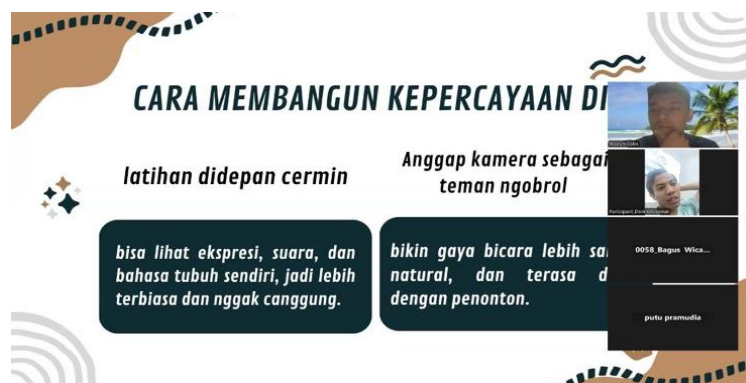 CARA MEMBANGUN KEPERCAYAAN DI
latihan didepan cermin
bisa lihat ekspresi, suara, dan
bahasa tubuh sendiri, jadi lebih
terbiasa dan nggak canggung.
Anggap kamera sebagai
teman ngobrol
bikin gaya bicara lebih
natural, dan terasa
dengan penonton.
0058_Bagus Wica...
putu pramudia